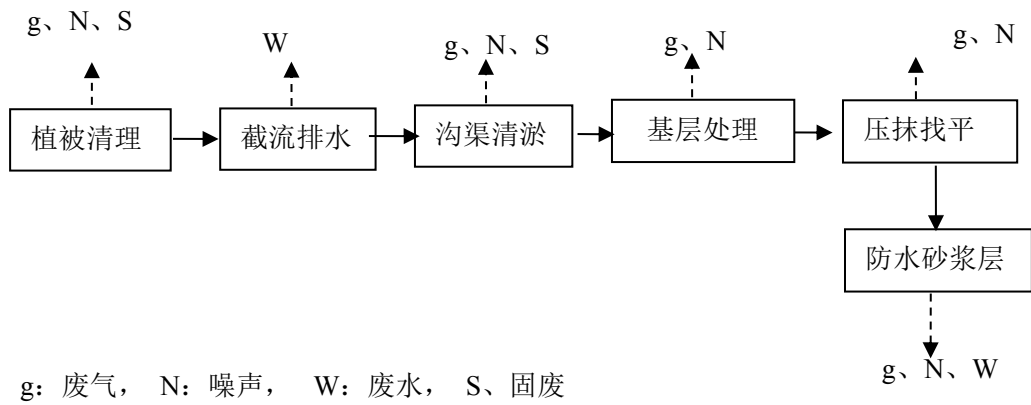 g、N、S
W
g、N、S
g、N
g、N
植被清理
截流排水
沟渠清淤
基层处理
压抹找平
防水砂浆层
g、N、W
g：废气， N：噪声， W：废水， S、固废